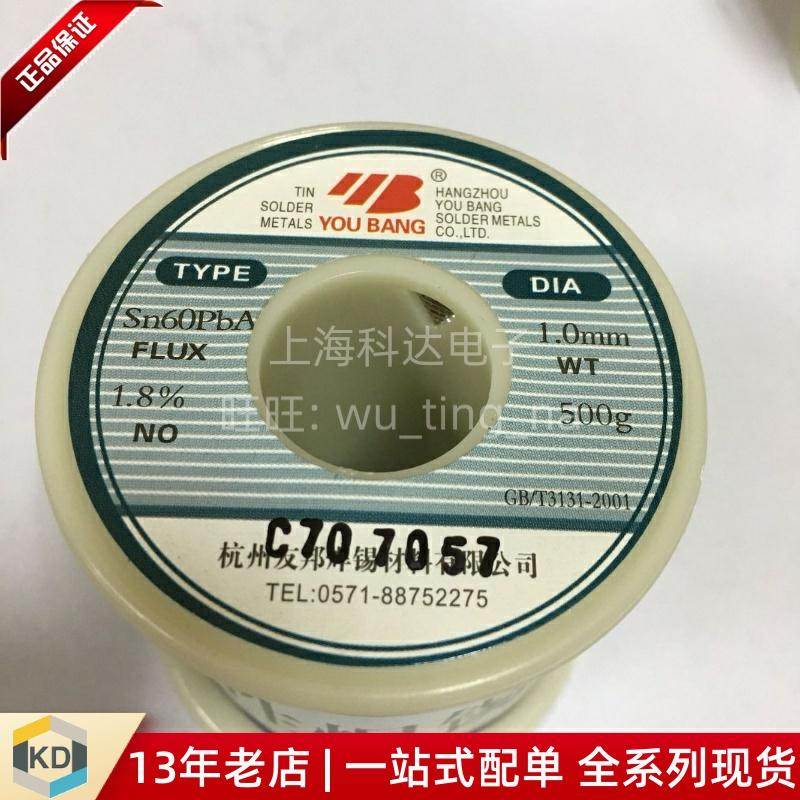 正品保证
TIN
SOLDER
METALS
YB
®
YOU BANG
HANGZHOU
YOU BANG
SOLDER METALS
CO.,LTD.
TYPE
DIA
Sn60PbA
1.0mm
FLUX
WT
1.8%
500g
NO
上海科达电子
旺旺: wu_ting_
GB/T3131-2001
C707057
杭州友邦焊锡材料有限公司
TEL:0571-88752275
KD
13年老店 | 一站式配单 全系列现货